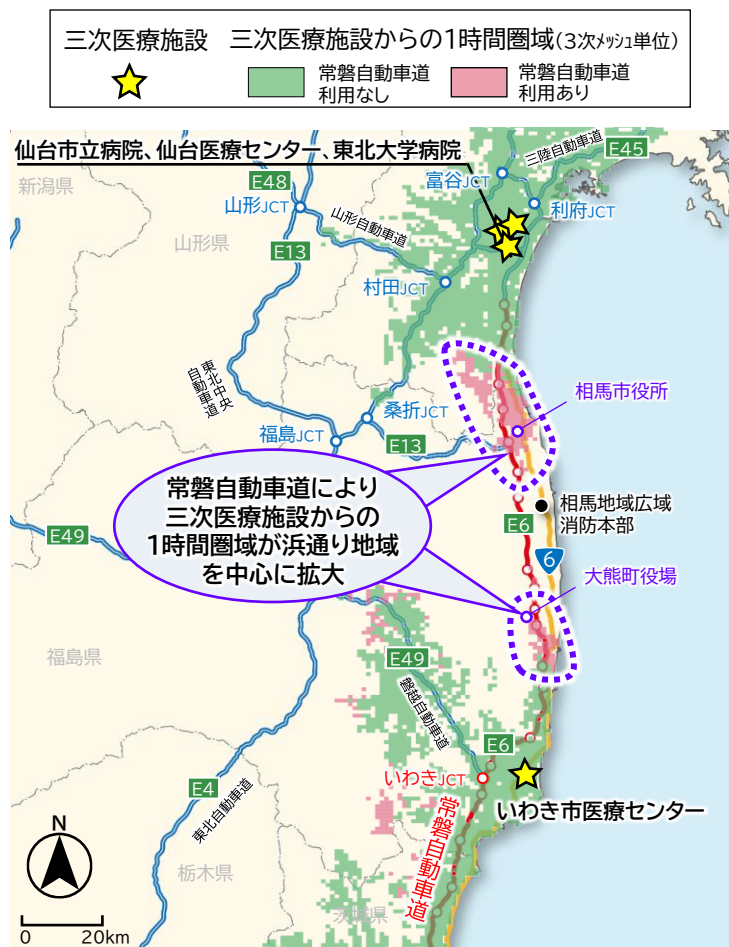 三次医療施設
三次医療施設からの1時間圏域(3次ﾒｯｼｭ単位)
常磐自動車道
利用なし
常磐自動車道
利用あり
仙台市立病院、仙台医療センター、東北大学病院
三陸自動車道
E45
新潟県
E48
富谷JCT
山形JCT
利府JCT
山形県
山形自動車道
E13
村田JCT
東北中央
自動車道
相馬市役所
桑折JCT
福島JCT
E13
常磐自動車道により
三次医療施設からの
1時間圏域が浜通り地域
を中心に拡大
相馬地域広域
消防本部
E6
E49
6
大熊町役場
福島県
E49
磐越自動車道
E6
いわきJCT
E4
いわき市医療センター
東北自動車道
常磐自動車道
N
栃木県
茨城県
0 20km